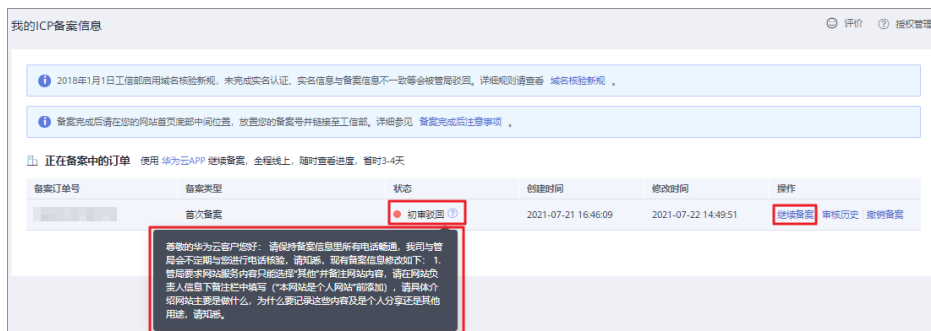 我的ICP备案信息
评价
授权管理
2018年1月1日工信部启用域名核验新规，未完成实名认证、实名信息与备案信息不一致等会被管局驳回。详细规则请查看 域名核验新规 。
备案完成后请在您的网站首页底部中间位置，放置您的备案号并链接至工信部。详细参见 备案完成后注意事项 。
正在备案中的订单 使用 华为云APP 继续备案，全程线上，随时查看进度，省时3-4天
备案订单号 备案类型 状态 创建时间 修改时间 操作
首次备案 初审驳回 2021-07-21 16:46:09 2021-07-22 14:49:51 继续备案 审核历史 撤销备案
尊敬的华为云客户您好： 请保持备案信息里所有电话畅通，我司与管
局会不定期与您进行电话核验，请知悉，现有备案信息修改如下： 1.
管局要求网站服务内容只能选择"其他"并备注网站内容，请在网站负
责人信息下备注栏中填写（"本网站是个人网站"前添加），请具体介
绍网站主要是做什么，为什么要记录这些内容及是个人分享还是其他
用途，请知悉。